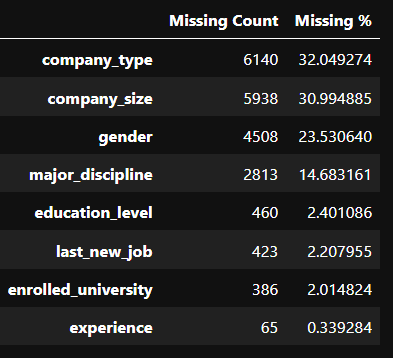 Missing Count Missing %
company_type 6140 32.049274
company_size 5938 30.994885
gender 4508 23.530640
major_discipline 2813 14.683161
education_level 460 2.401086
last_new_job 423 2.207955
enrolled_university 386 2.014824
experience 65 0.339284